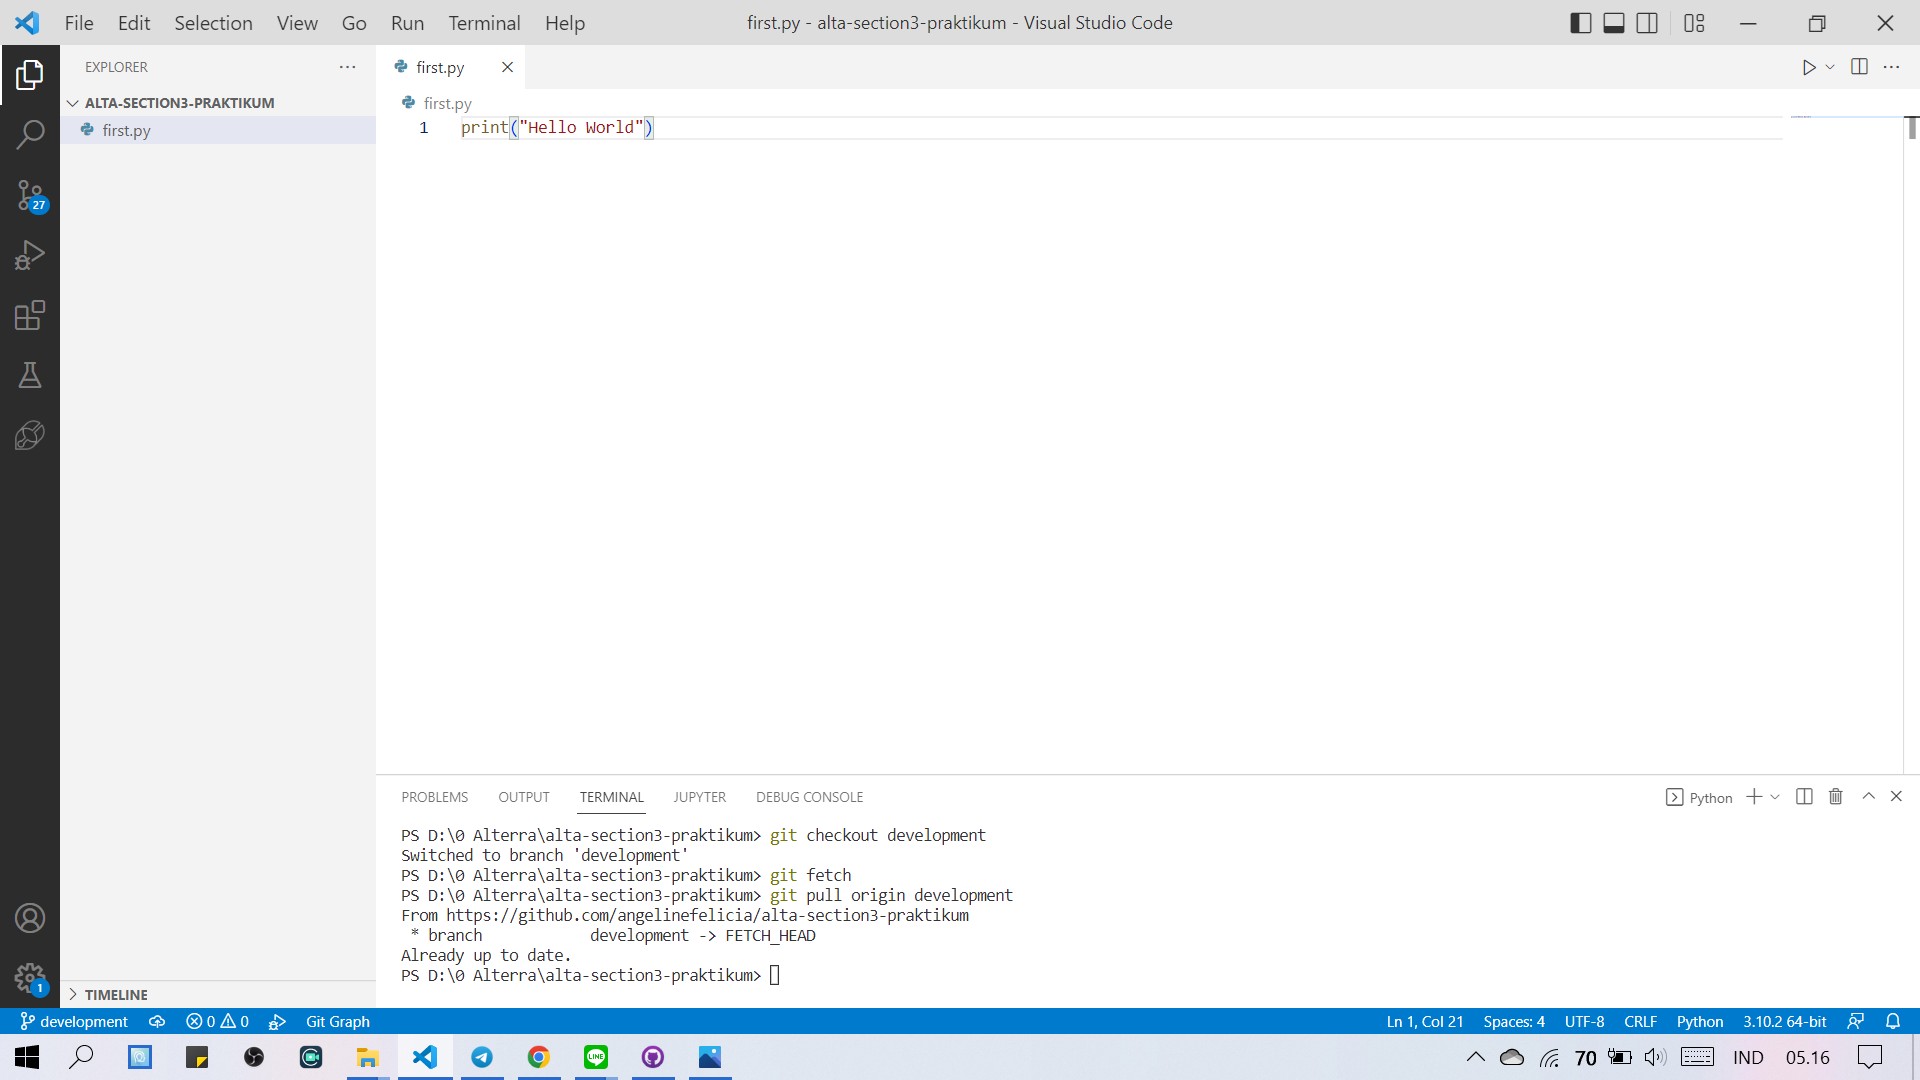 File Edit Selection View Go Run Terminal Help
first.py - alta-section3-praktikum - Visual Studio Code
EXPLORER
ALTA-SECTION3-PRAKTIKUM
first.py
27
1
TIMELINE
first.py
first.py
1 print("Hello World")
PROBLEMS OUTPUT TERMINAL JUPYTER DEBUG CONSOLE
Python
PS D:\0 Alterra\alta-section3-praktikum> git checkout development
Switched to branch 'development'
PS D:\0 Alterra\alta-section3-praktikum> git fetch
PS D:\0 Alterra\alta-section3-praktikum> git pull origin development
From https://github.com/angelinefelicia/alta-section3-praktikum
 * branch            development -> FETCH_HEAD
Already up to date.
PS D:\0 Alterra\alta-section3-praktikum>
development 0 0 Git Graph Ln 1, Col 21 Spaces: 4 UTF-8 CRLF Python 3.10.2 64-bit
LINE 70 IND 05.16